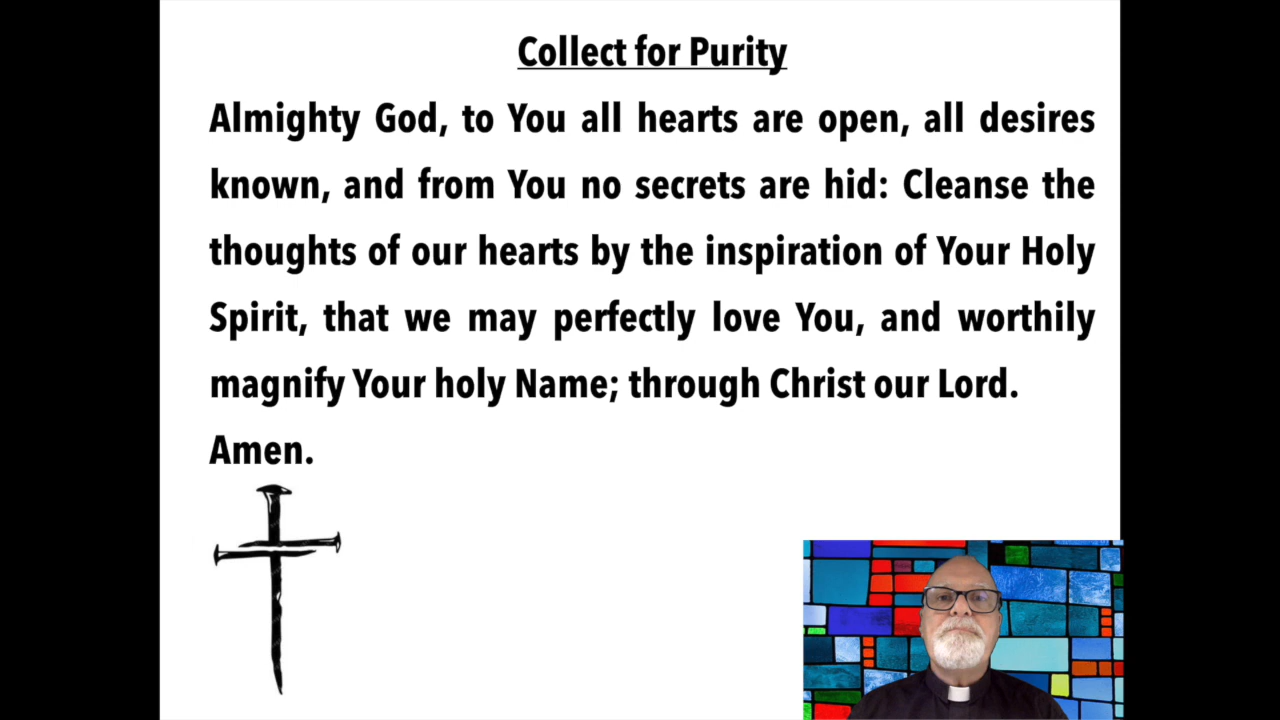 Collect for Purity
Almighty God, to You all hearts are open, all desires
known, and from You no secrets are hid: Cleanse the
thoughts of our hearts by the inspiration of Your Holy
Spirit, that we may perfectly love You, and worthily
magnify Your holy Name; through Christ our Lord.
Amen.